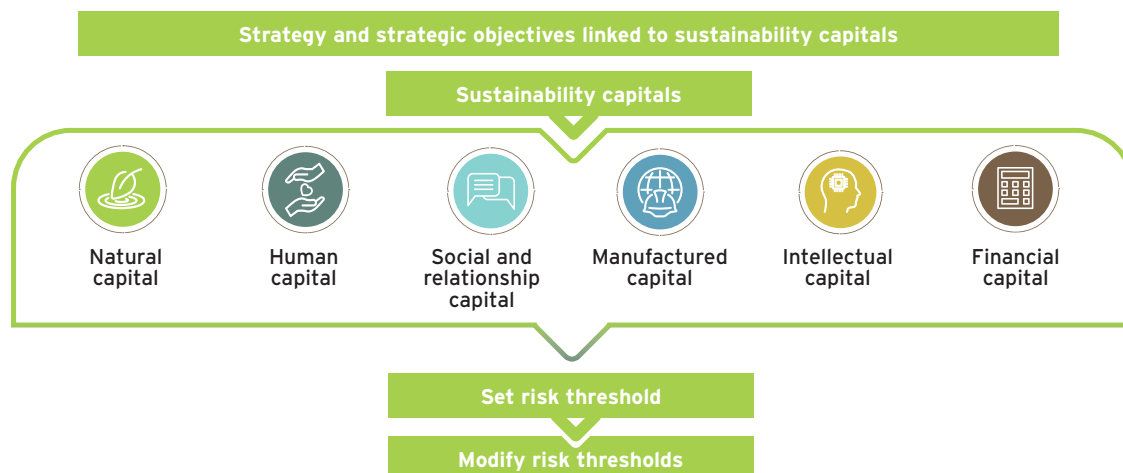 Strategy and strategic objectives linked to sustainability capitals
Sustainability capitals
Natural
capital
Human
capital
Social and
relationship
capital
Manufactured
capital
Intellectual
capital
Financial
capital
Set risk threshold
Modify risk thresholds